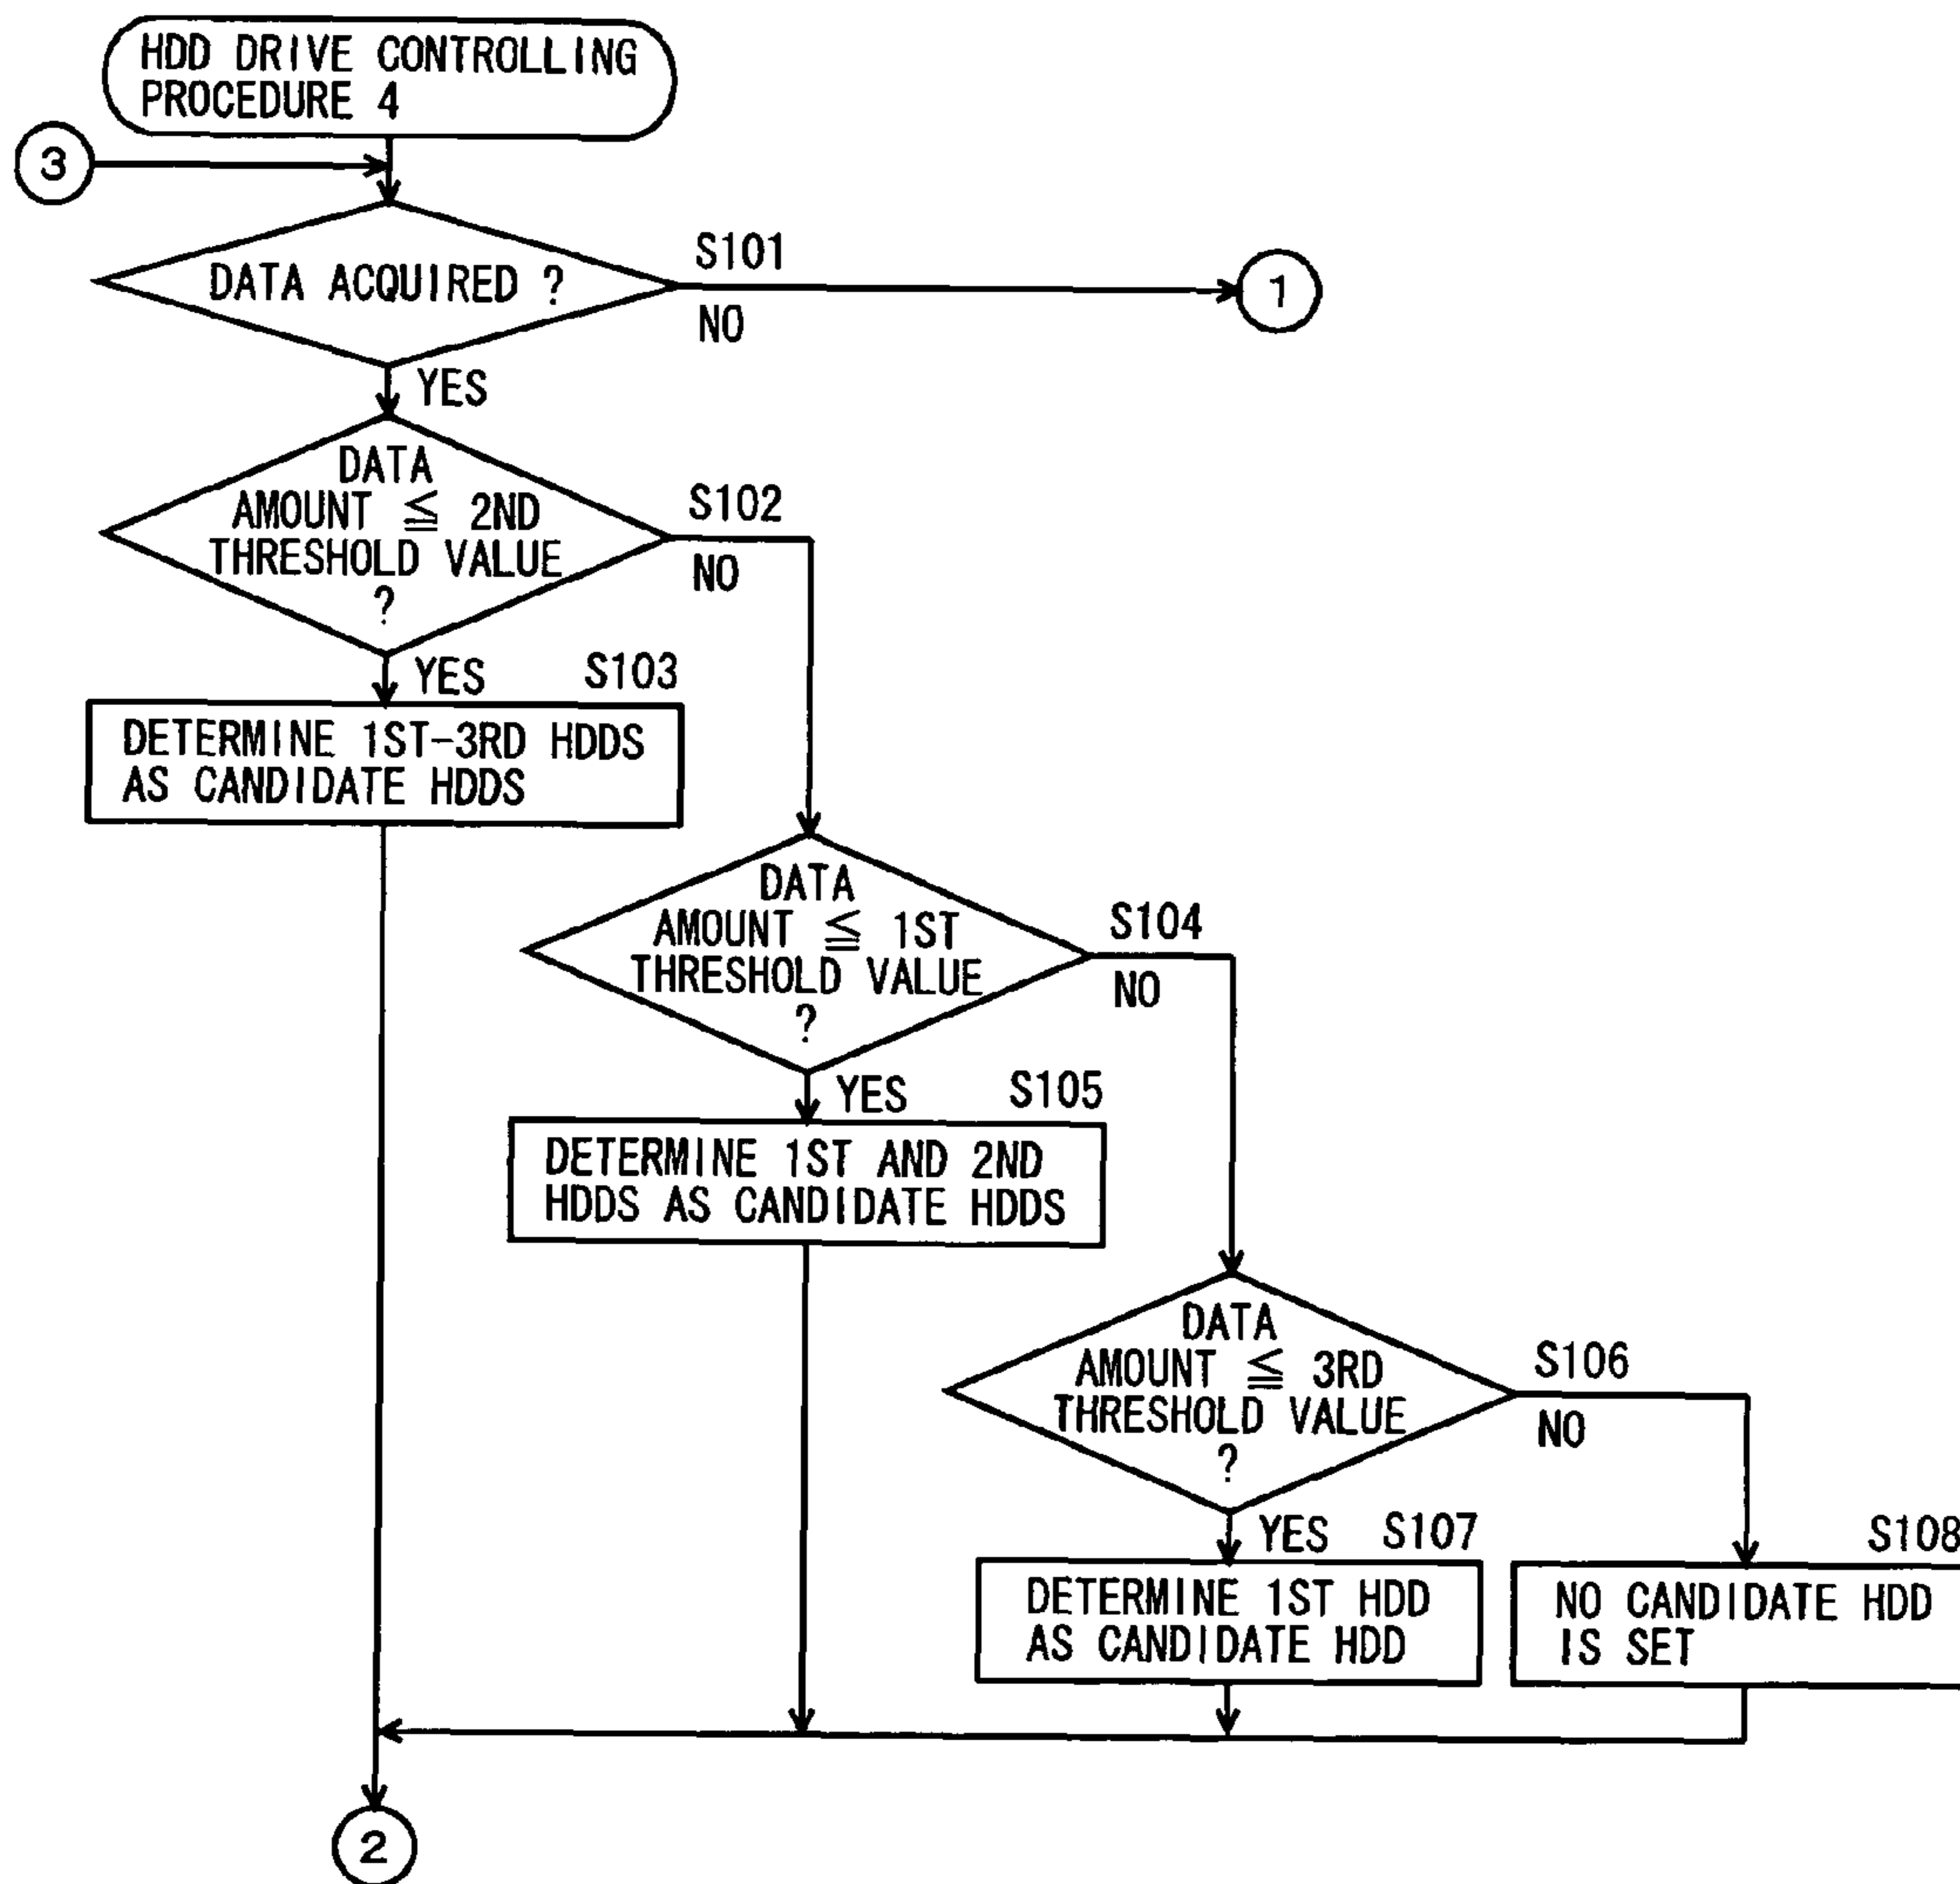 HDD DRIVE CONTROLLING
PROCEDURE 4
3
S101
DATA ACQUIRED ?
1
NO
YES
DATA
AMOUNT ≦ 2ND
THRESHOLD VALUE
?
S102
NO
YES
S103
DETERMINE 1ST-3RD HDDS
AS CANDIDATE HDDS
DATA
AMOUNT ≦ 1ST
THRESHOLD VALUE
?
S104
NO
YES
S105
DETERMINE 1ST AND 2ND
HDDS AS CANDIDATE HDDS
DATA
AMOUNT ≦ 3RD
THRESHOLD VALUE
?
S106
NO
YES
S107
DETERMINE 1ST HDD
AS CANDIDATE HDD
S108
NO CANDIDATE HDD
IS SET
2